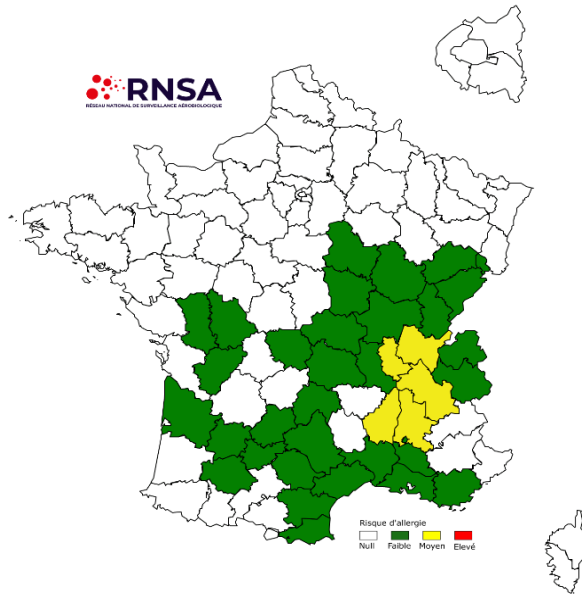 RNSA
RÉSEAU NATIONAL DE SURVEILLANCE AÉROBIOLOGIQUE
Risque d'allergie
Null Faible Moyen Elevé